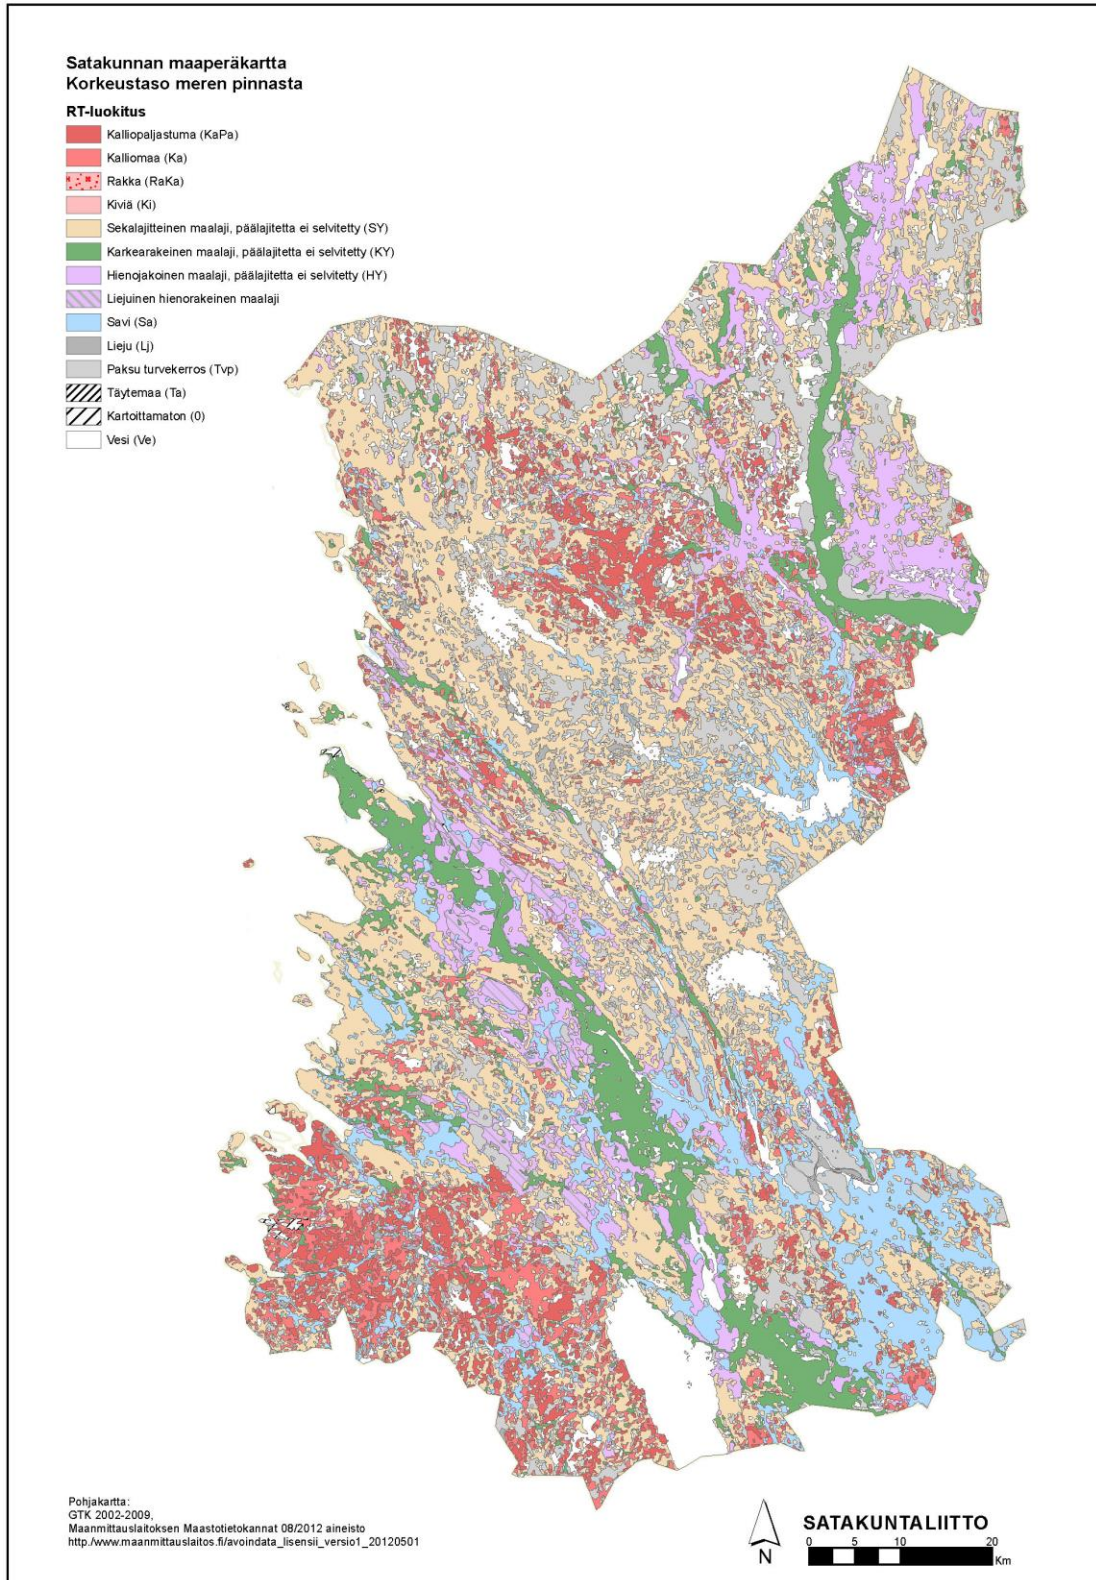 Satakunnan maaperäkartta
Korkeustaso meren pinnasta
RT-luokitus
Kalliopaljastuma (KaPa)
Kalliomaa (Ka)
Rakka (RaKa)
Kiviä (Ki)
Sekalajitteinen maalaji, päälajitetta ei selvitetty (SY)
Karkearakeinen maalaji, päälajitetta ei selvitetty (KY)
Hienojakoinen maalaji, päälajitetta ei selvitetty (HY)
Liejuinen hienorakeinen maalaji
Savi (Sa)
Lieju (Lj)
Paksu turvekerros (Tvp)
Täytemaa (Ta)
Kartoittamaton (0)
Vesi (Ve)
Pohjakartta:
GTK 2002-2009,
Maanmittauslaitoksen Maastotietokannat 08/2012 aineisto
http://www.maanmittauslaitos.fi/avoindata_lisensii_versio1_20120501
N
SATAKUNTALIITTO
0 5 10 20
Km